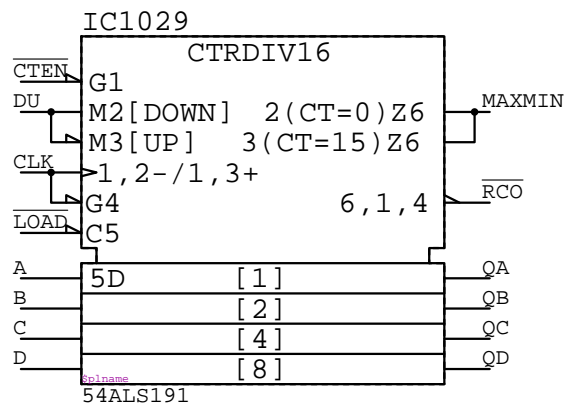 IC1029
CTRDIV16
CTEN G1
DU M2[DOWN] 2(CT=0)Z6 MAXMIN
M3[UP] 3(CT=15)Z6
CLK 1,2-/1,3+
G4 6,1,4 RCO
LOAD C5
A 5D [1] QA
B [2] QB
C [4] QC
D [8] QD
$plname
54ALS191